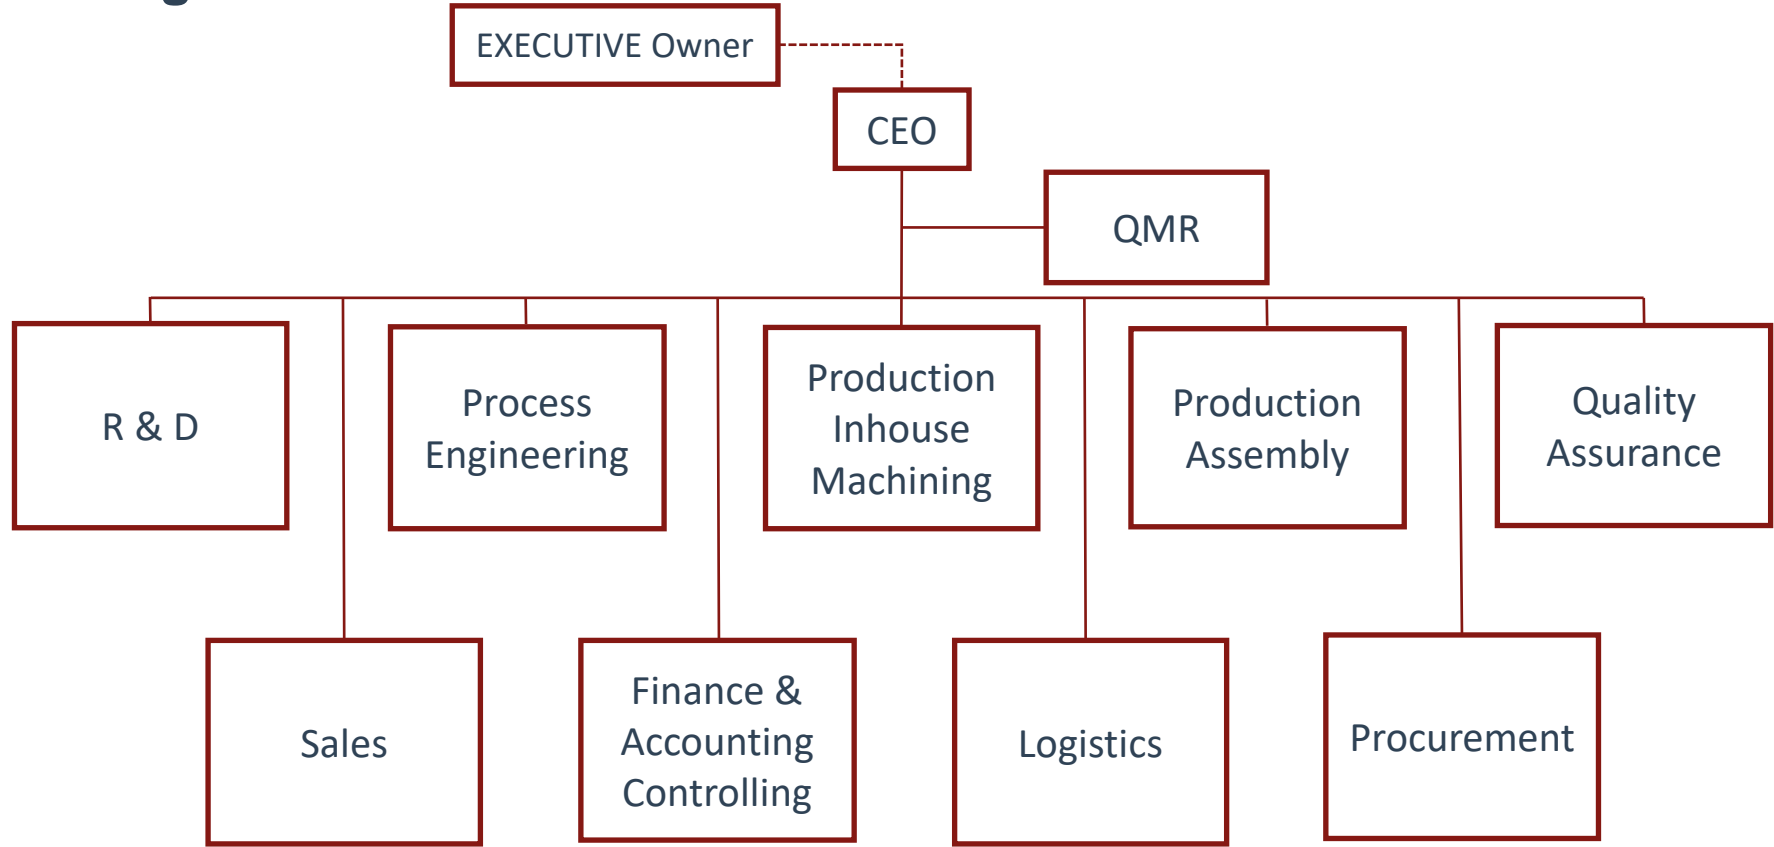 EXECUTIVE Owner
CEO
QMR
R & D
Process
Engineering
Production
Inhouse
Machining
Production
Assembly
Quality
Assurance
Sales
Finance &
Accounting
Controlling
Logistics
Procurement